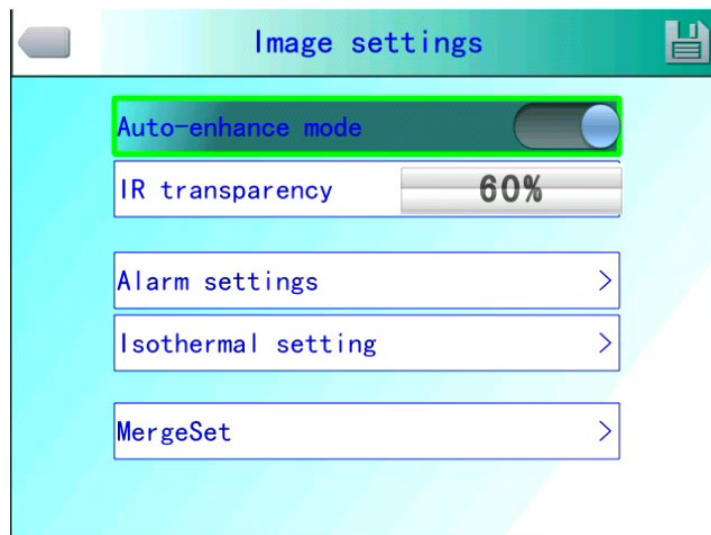 Image settings
Auto-enhance mode
IR transparency 60%
Alarm settings >
Isothermal setting >
MergeSet >